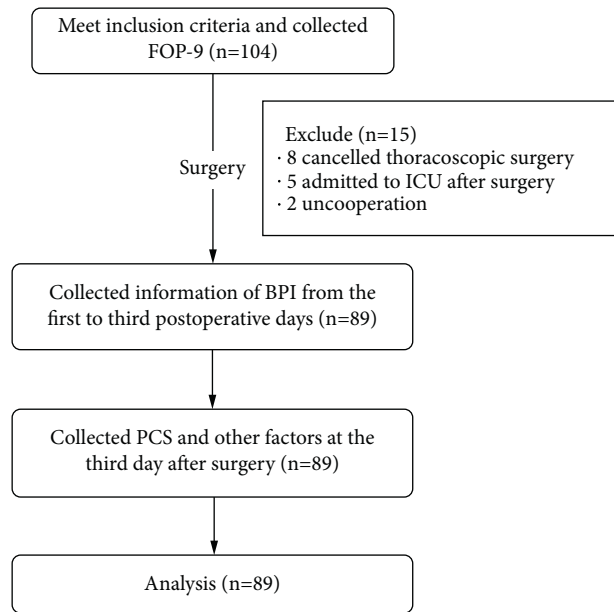 Meet inclusion criteria and collected
FOP-9 (n=104)
Surgery
Exclude (n=15)
· 8 cancelled thoracoscopic surgery
· 5 admitted to ICU after surgery
· 2 uncooperation
Collected information of BPI from the
first to third postoperative days (n=89)
Collected PCS and other factors at the
third day after surgery (n=89)
Analysis (n=89)